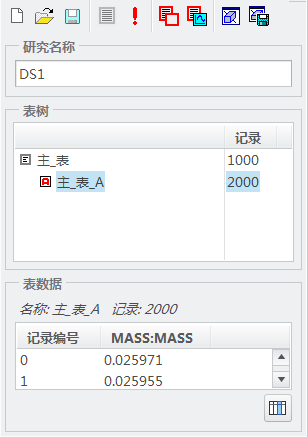 研究名称
DS1
表树
记录
主_表 1000
主_表_A 2000
表数据
名称: 主_表_A 记录: 2000
记录编号 MASS:MASS
0 0.025971
1 0.025955